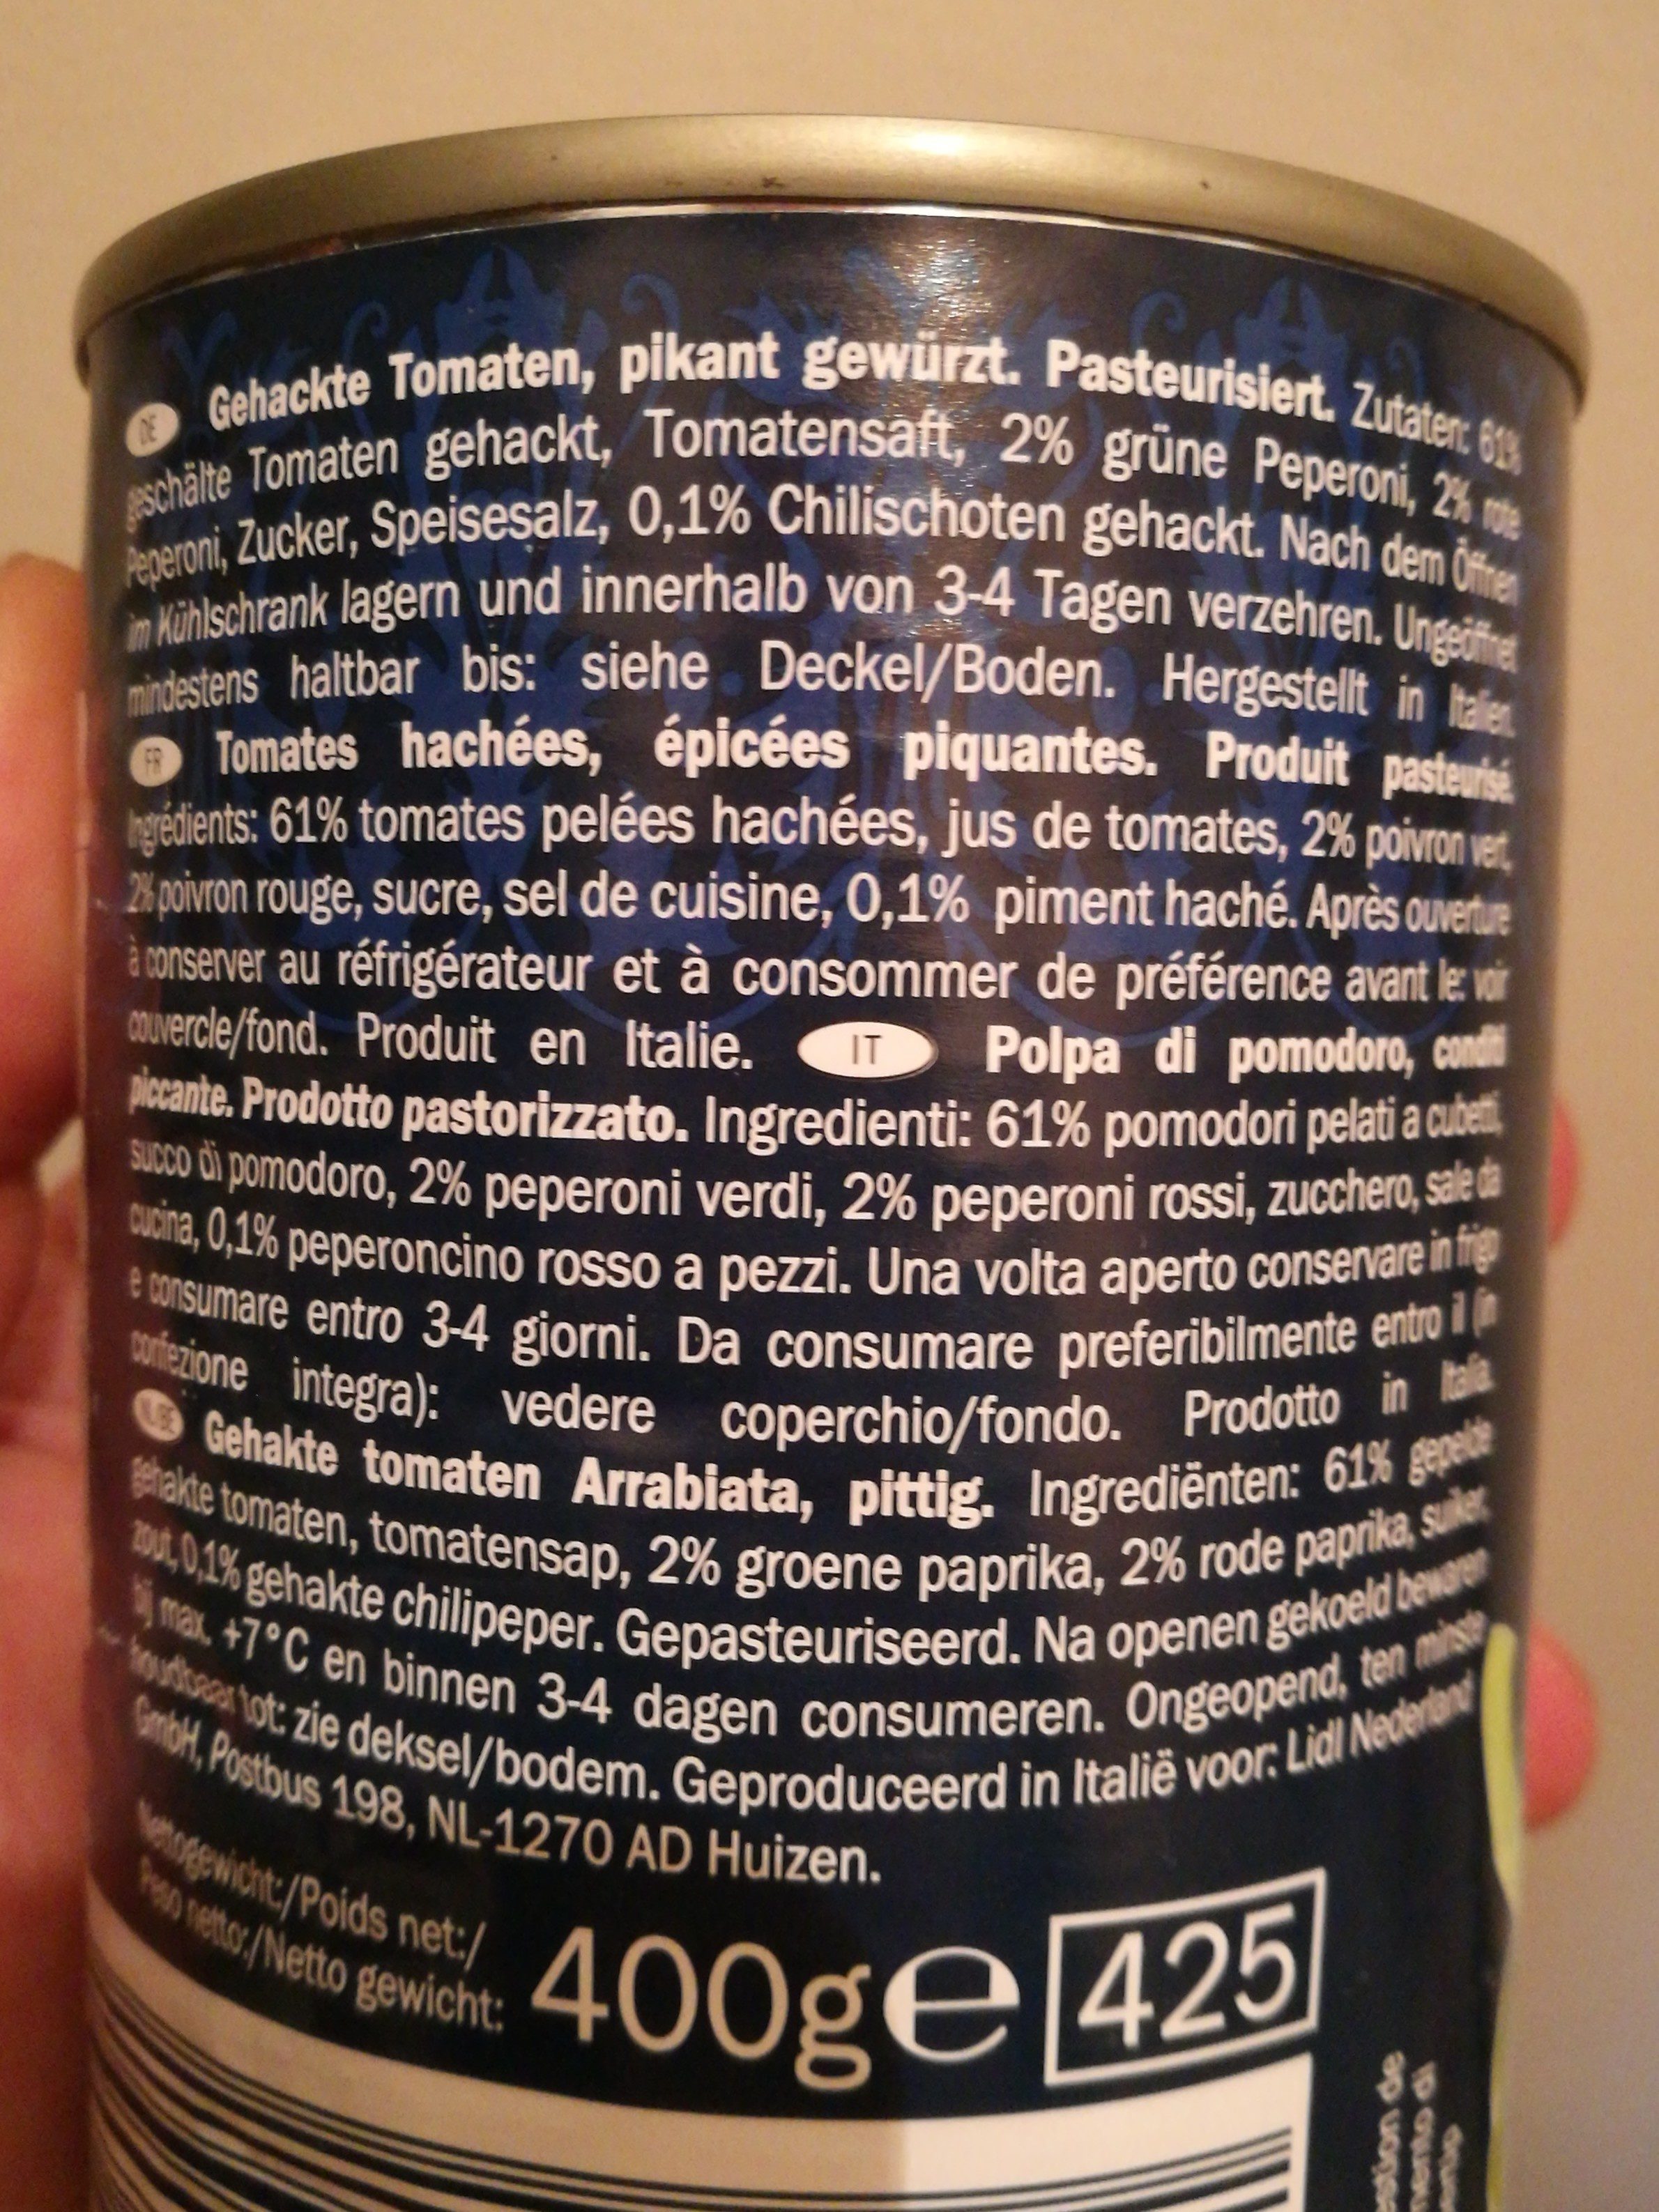 DE Gehackte Tomaten, pikant gewürzt. Pasteurisiert. Zutaten: 61%
geschälte Tomaten gehackt, Tomatensaft, 2% grüne Peperoni, 2% rote
Peperoni, Zucker, Speisesalz, 0,1% Chilischoten gehackt. Nach dem Öffnen
im Kühlschrank lagern und innerhalb von 3-4 Tagen verzehren. Ungeöffnet
mindestens haltbar bis: siehe Deckel/Boden. Hergestellt in Italien.
FR Tomates hachées, épicées piquantes. Produit pasteurisé.
Ingrédients: 61% tomates pelées hachées, jus de tomates, 2% poivron vert,
2% poivron rouge, sucre, sel de cuisine, 0,1% piment haché. Après ouverture
à conserver au réfrigérateur et à consommer de préférence avant le: voir
couvercle/fond. Produit en Italie. IT Polpa di pomodoro, conditi
piccante. Prodotto pastorizzato. Ingredienti: 61% pomodori pelati a cubetti,
succo di pomodoro, 2% peperoni verdi, 2% peperoni rossi, zucchero, sale da
cucina, 0,1% peperoncino rosso a pezzi. Una volta aperto conservare in frigo
e consumare entro 3-4 giorni. Da consumare preferibilmente entro il (in
confezione integra): vedere coperchio/fondo. Prodotto in Italia.
NL/BE Gehakte tomaten Arrabiata, pittig. Ingrediënten: 61% gepelde
gehakte tomaten, tomatensap, 2% groene paprika, 2% rode paprika, suiker,
zout, 0,1% gehakte chilipeper. Gepasteuriseerd. Na openen gekoeld bewaren
bij max. +7°C en binnen 3-4 dagen consumeren. Ongeopend, ten minste
houdbaar tot: zie deksel/bodem. Geproduceerd in Italië voor: Lidl Nederland
GmbH, Postbus 198, NL-1270 AD Huizen.
Nettogewicht:/Poids net:/
Peso netto:/Netto gewicht:
400g e 425